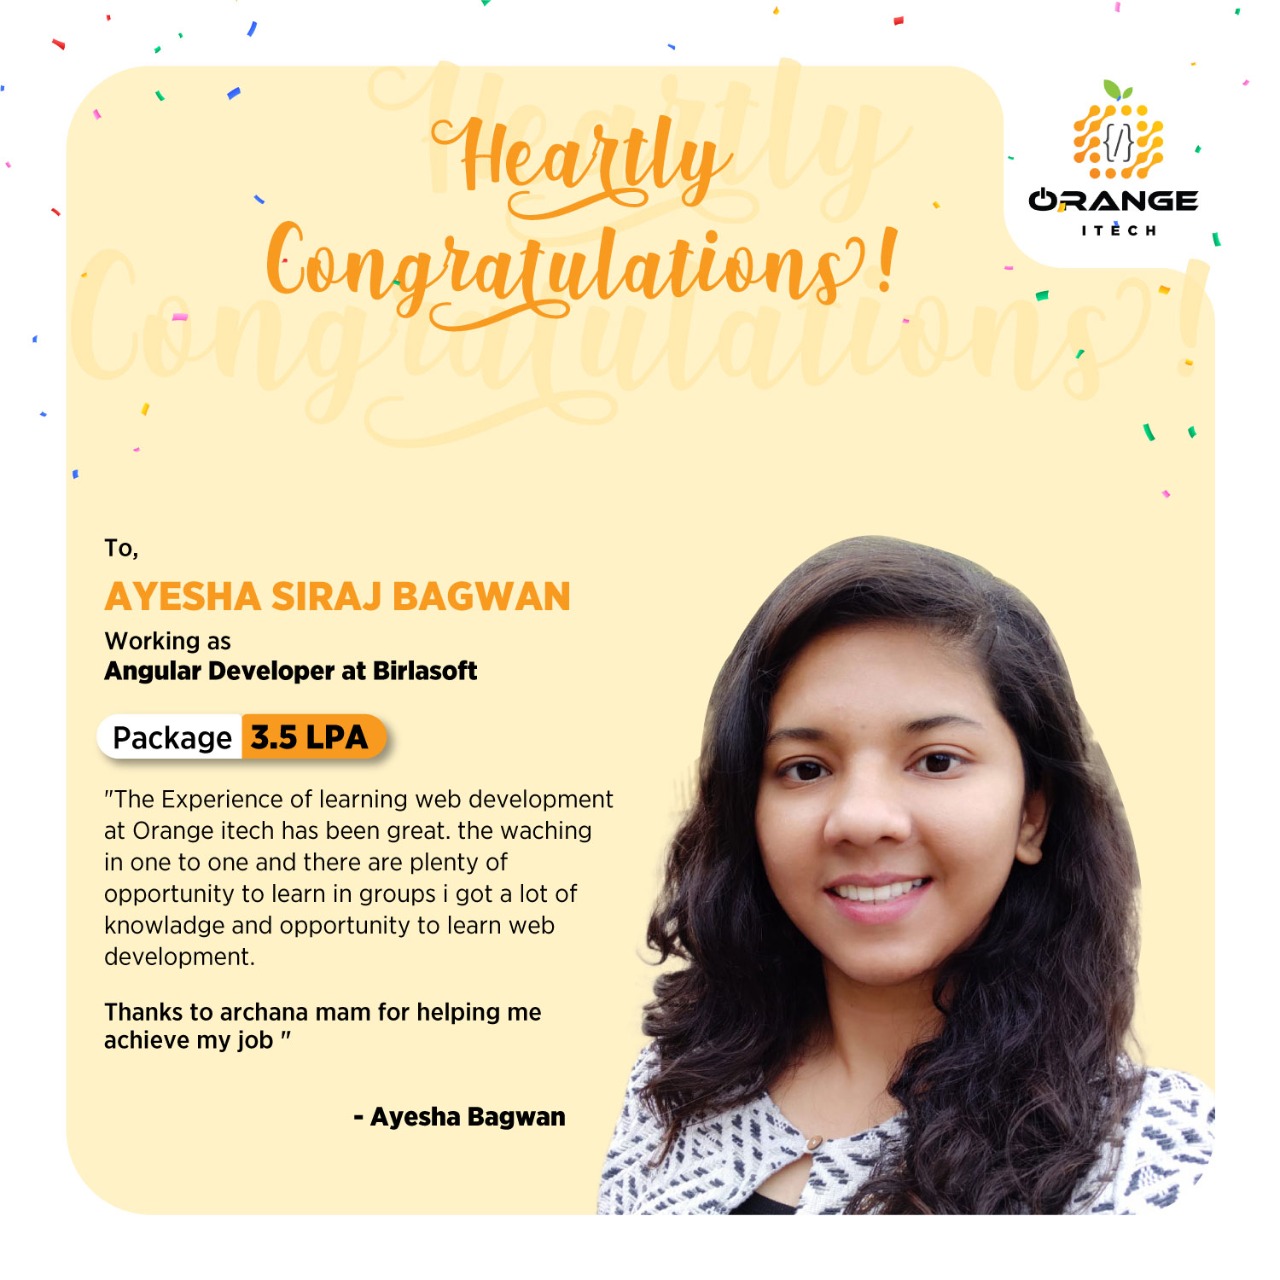 Heartly
Congratulations!
ORANGE
ITECH
To,
AYESHA SIRAJ BAGWAN
Working as
Angular Developer at Birlasoft
Package 3.5 LPA
"The Experience of learning web development
at Orange itech has been great. the waching
in one to one and there are plenty of
opportunity to learn in groups i got a lot of
knowladge and opportunity to learn web
development.
Thanks to archana mam for helping me
achieve my job "
- Ayesha Bagwan